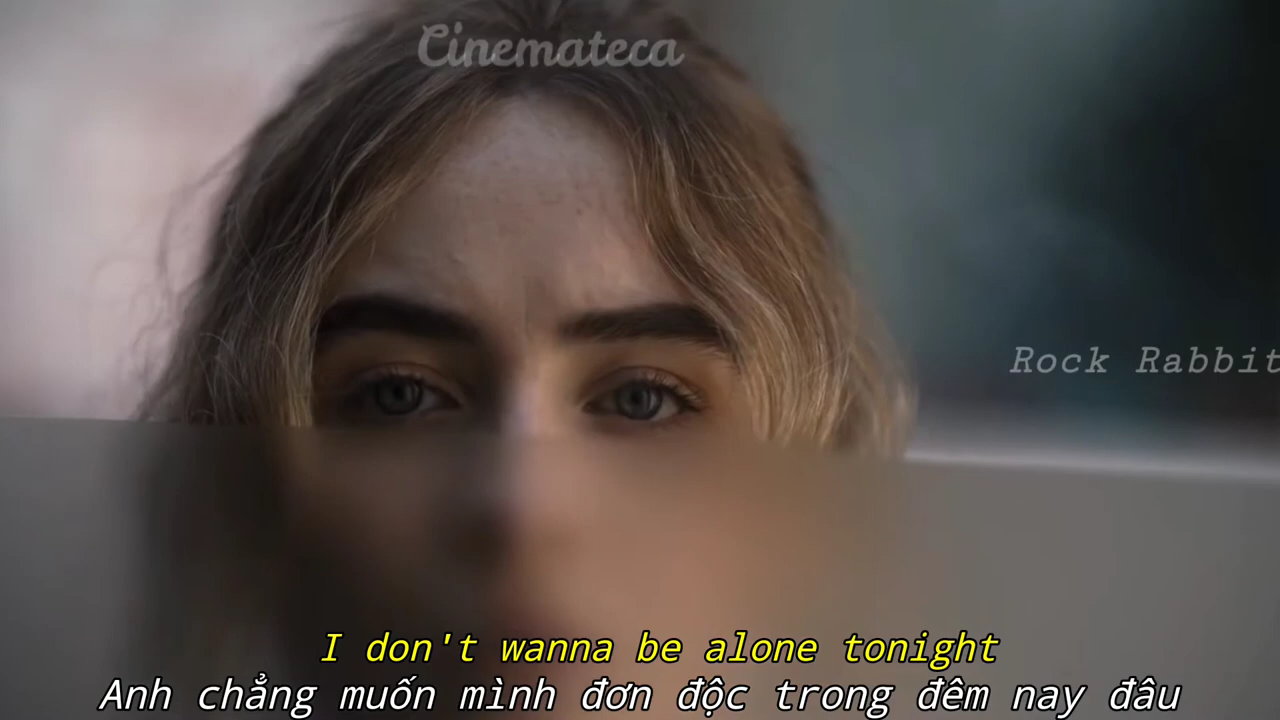 Cinemateca
Rock Rabbit
I don't wanna be alone tonight
Anh chẳng muốn mình đơn độc trong đêm nay đâu